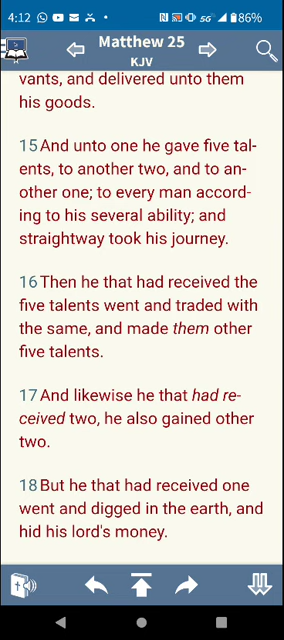 4:12 5G 86%
Matthew 25
KJV
vants, and delivered unto them
his goods.
15 And unto one he gave five tal-
ents, to another two, and to an-
other one; to every man accord-
ing to his several ability; and
straightway took his journey.
16 Then he that had received the
five talents went and traded with
the same, and made them other
five talents.
17 And likewise he that had re-
ceived two, he also gained other
two.
18 But he that had received one
went and digged in the earth, and
hid his lord's money.